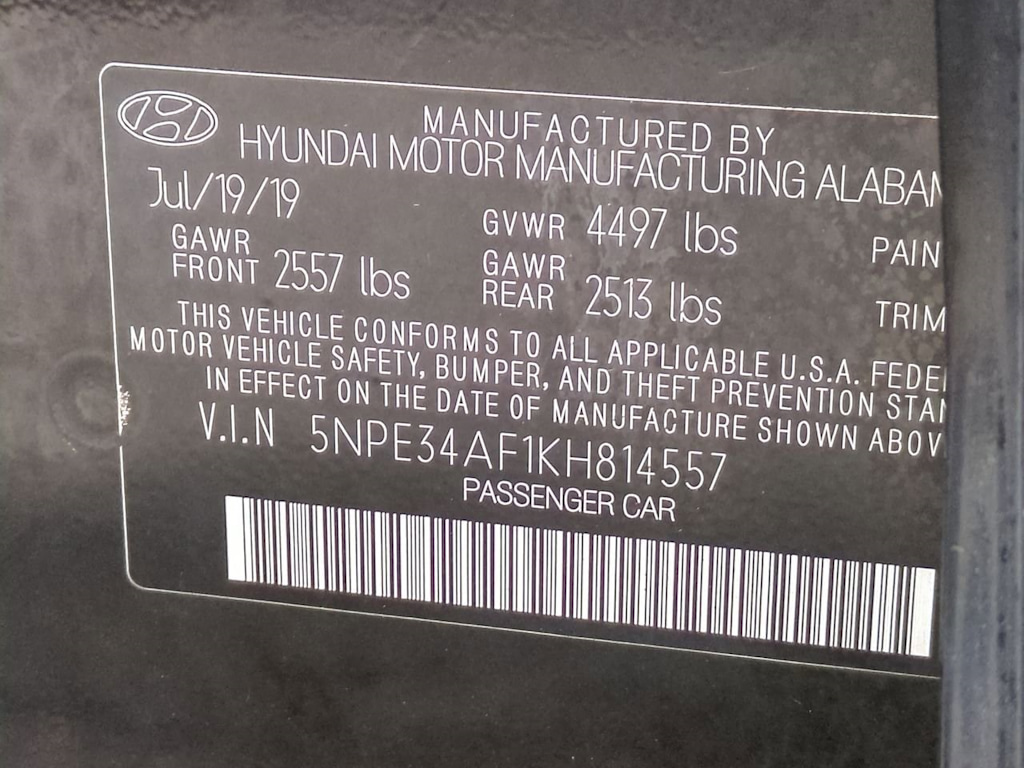 MANUFACTURED BY
HYUNDAI MOTOR MANUFACTURING ALABAM
Jul/19/19
GVWR 4497 lbs
PAIN
GAWR FRONT 2557 lbs
GAWR REAR 2513 lbs
TRIM
THIS VEHICLE CONFORMS TO ALL APPLICABLE U.S.A. FEDE
MOTOR VEHICLE SAFETY, BUMPER, AND THEFT PREVENTION STAN
IN EFFECT ON THE DATE OF MANUFACTURE SHOWN ABOV
V.I.N 5NPE34AF1KH814557
PASSENGER CAR